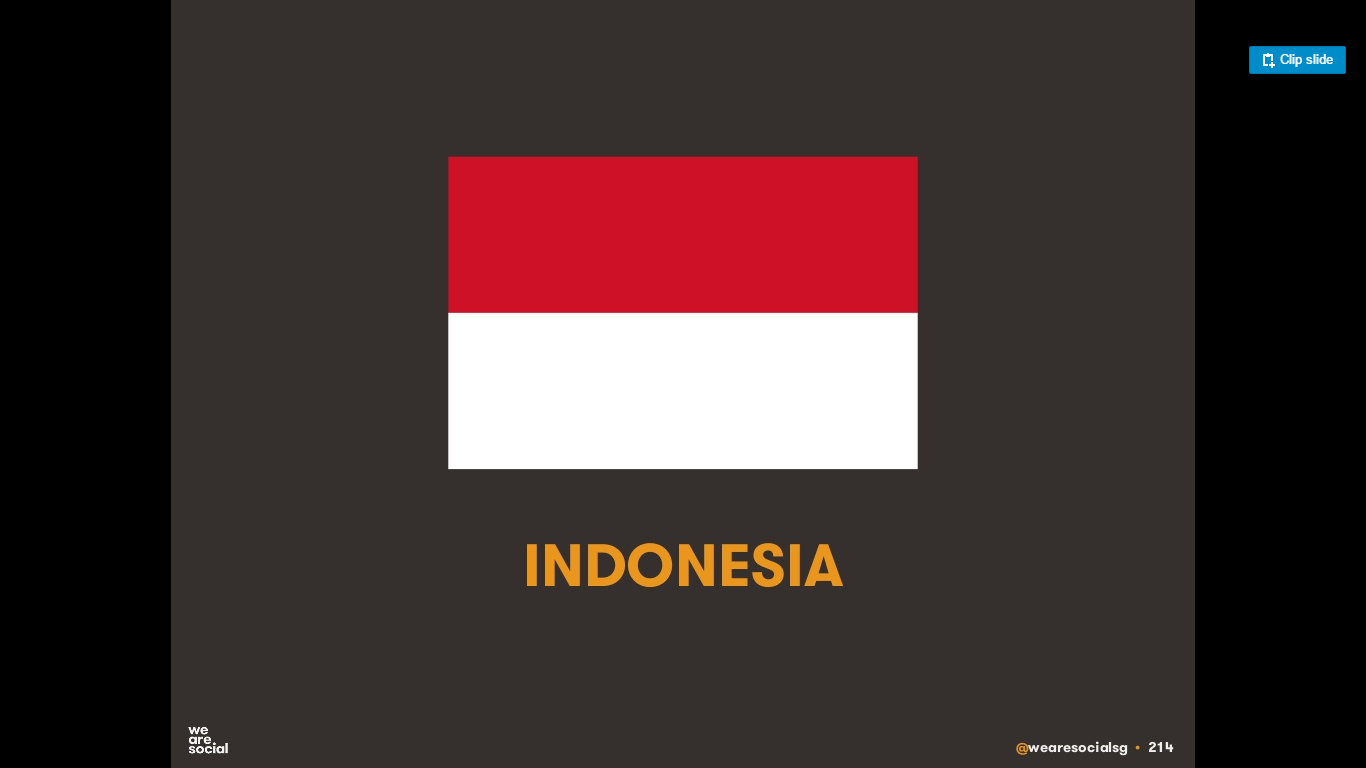 Clip slide
INDONESIA
we
are
social
@wearesocialsg • 214